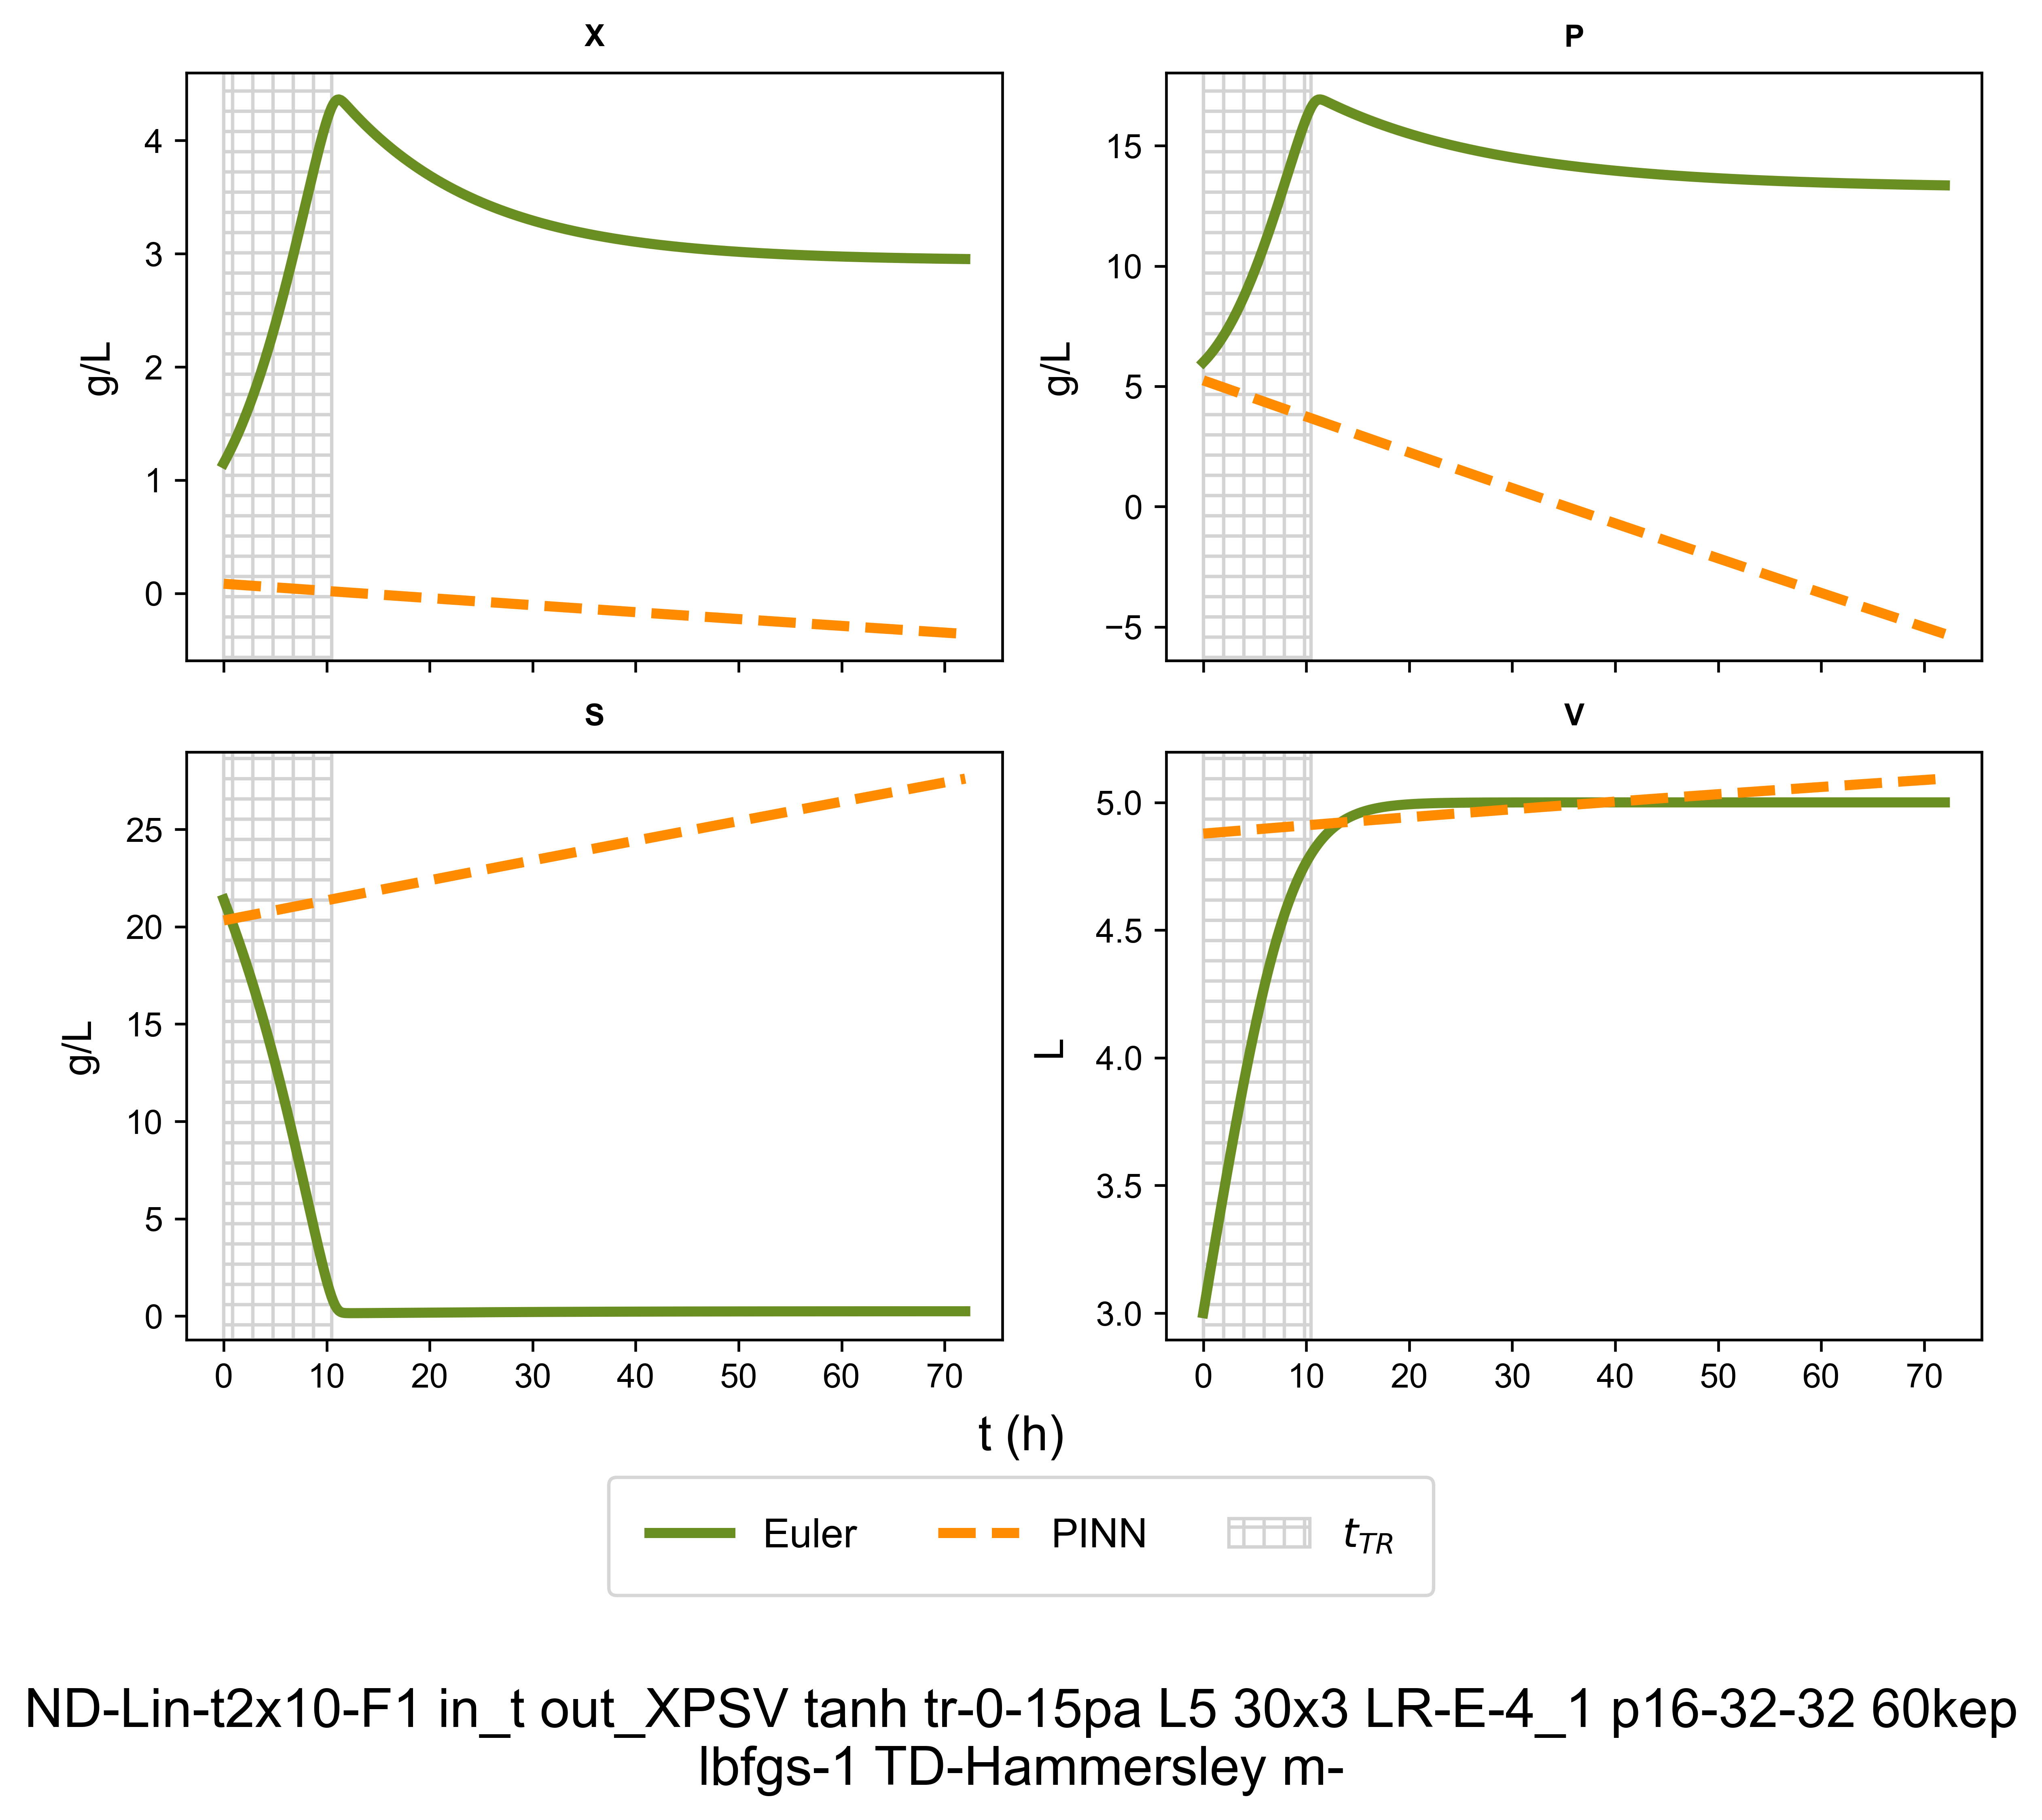 X
P
4
3
2
1
0
g/L
15
10
5
0
−5
g/L
S
V
25
20
15
10
5
0
g/L
5.0
4.5
4.0
3.5
3.0
L
0 10 20 30 40 50 60 70
0 10 20 30 40 50 60 70
t (h)
Euler PINN tTR
ND-Lin-t2x10-F1 in_t out_XPSV tanh tr-0-15pa L5 30x3 LR-E-4_1 p16-32-32 60kep
lbfgs-1 TD-Hammersley m-